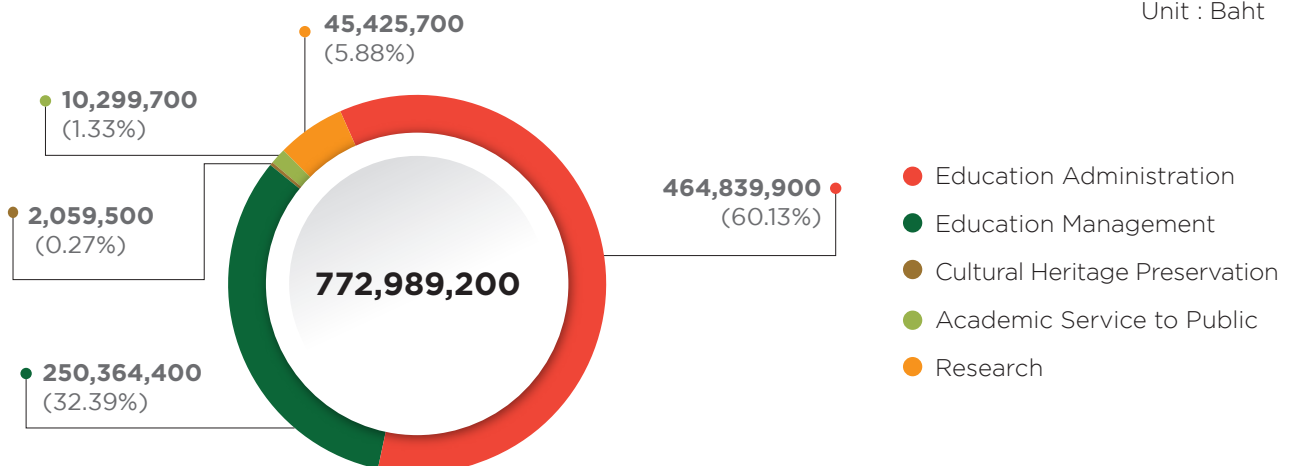 Unit : Baht
45,425,700
(5.88%)
10,299,700
(1.33%)
2,059,500
(0.27%)
250,364,400
(32.39%)
772,989,200
464,839,900
(60.13%)
Education Administration
Education Management
Cultural Heritage Preservation
Academic Service to Public
Research